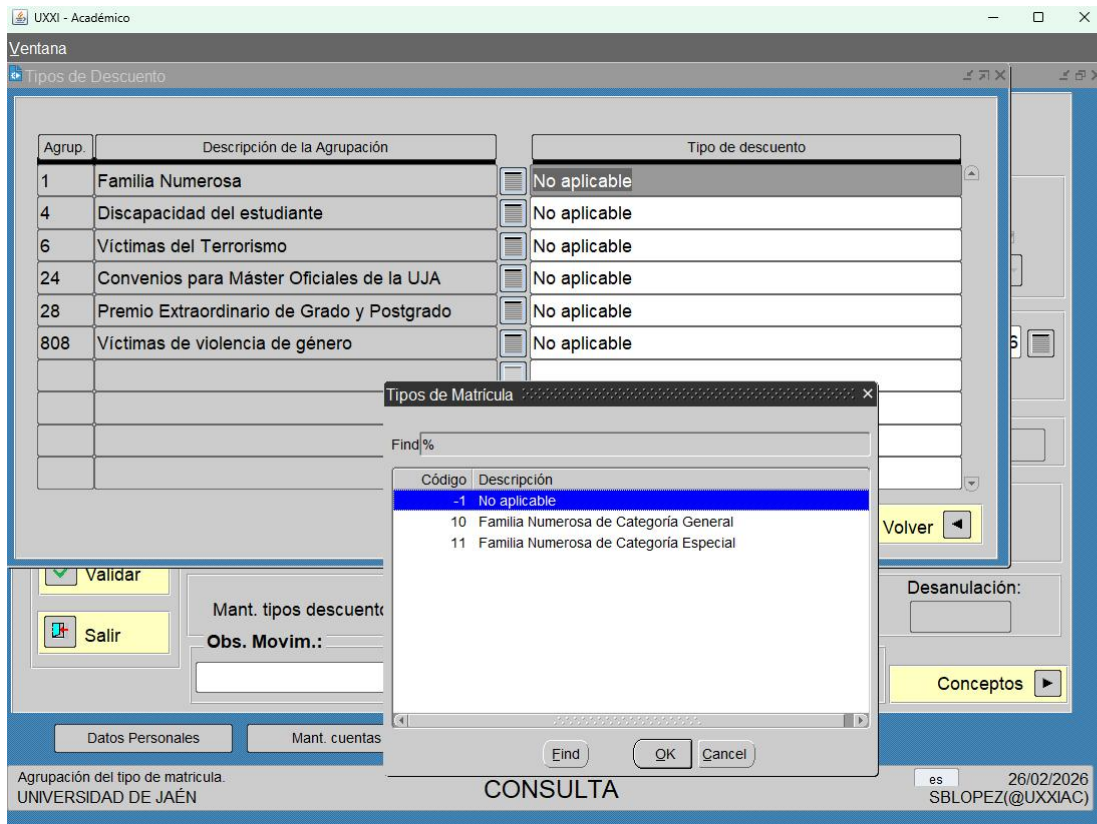 UXXI - Académico
Ventana
Tipos de Descuento
Agrup. Descripción de la Agrupación Tipo de descuento
1 Familia Numerosa No aplicable
4 Discapacidad del estudiante No aplicable
6 Víctimas del Terrorismo No aplicable
24 Convenios para Máster Oficiales de la UJA No aplicable
28 Premio Extraordinario de Grado y Postgrado No aplicable
808 Víctimas de violencia de género No aplicable
6
Tipos de Matrícula
Find %
Código Descripción
-1 No aplicable
10 Familia Numerosa de Categoría General
11 Familia Numerosa de Categoría Especial
Find OK Cancel
Volver
Validar
Desanulación:
Mant. tipos descuento
Salir
Obs. Movim.:
Conceptos
Datos Personales Mant. cuentas
Agrupación del tipo de matricula.
UNIVERSIDAD DE JAÉN
CONSULTA
es 26/02/2026
SBLOPEZ(@UXXIAC)